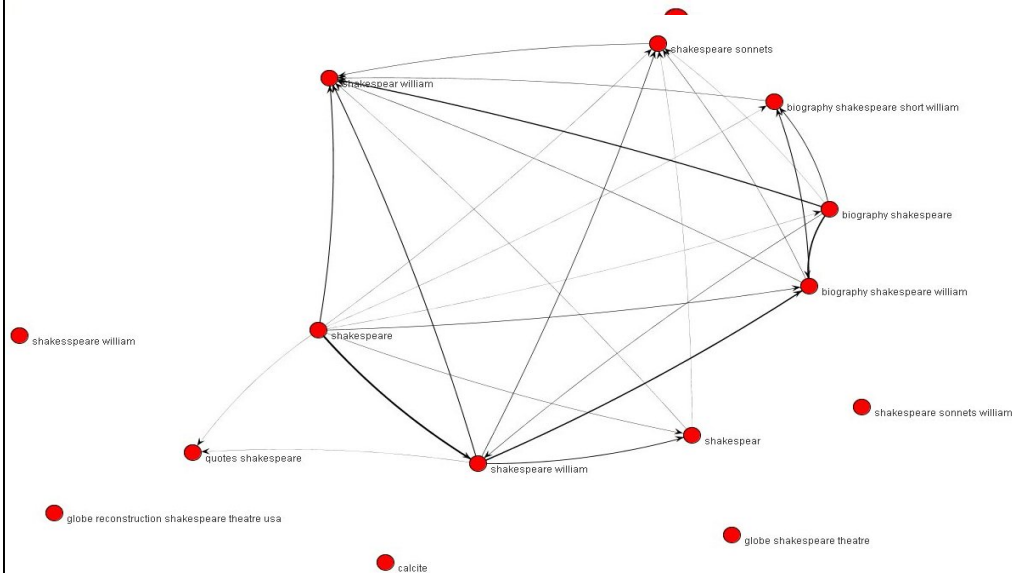 shakespeare sonnets
shakespear william
biography shakespeare short william
biography shakespeare
biography shakespeare william
shakespeare
shakesspeare william
shakespeare sonnets william
shakespear
quotes shakespeare
shakespeare william
globe reconstruction shakespeare theatre usa
globe shakespeare theatre
calcite